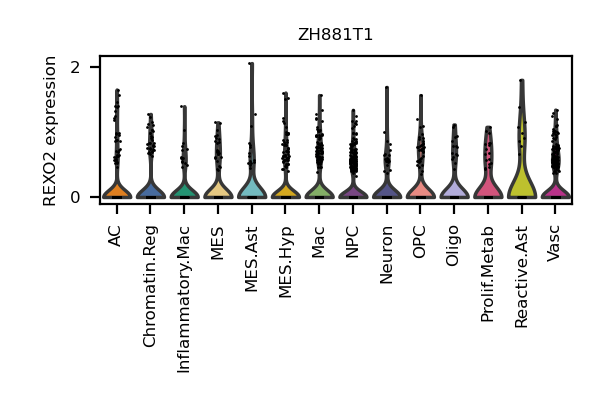 ZH881T1
REXO2 expression
2
0
AC
Chromatin.Reg
Inflammatory.Mac
MES
MES.Ast
MES.Hyp
Mac
NPC
Neuron
OPC
Oligo
Prolif.Metab
Reactive.Ast
Vasc